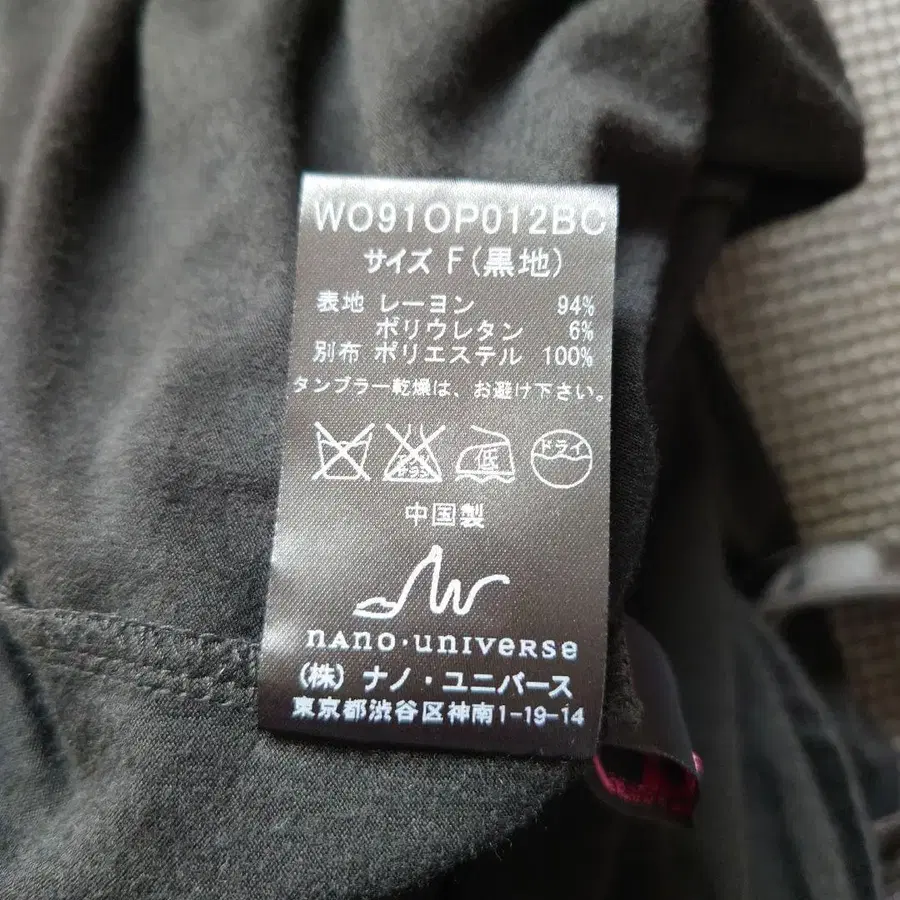 WO91OP012BC
サイズ F(黒地)
表地 レーヨン 94%
ポリウレタン 6%
別布 ポリエステル 100%
タンブラー乾燥は、お避け下さい。
低 ドライ
中国製
nano・universe
(株) ナノ・ユニバース
東京都渋谷区神南1-19-14